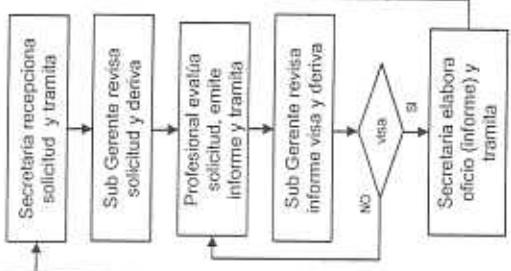 Secretaria recepciona
solicitud y tramita
Sub Gerente revisa
solicitud y deriva
Profesional evalúa
solicitud, emite
informe y tramita
Sub Gerente revisa
informe visa y deriva
visa
NO
SI
Secretaria elabora
oficio (informe) y
tramita